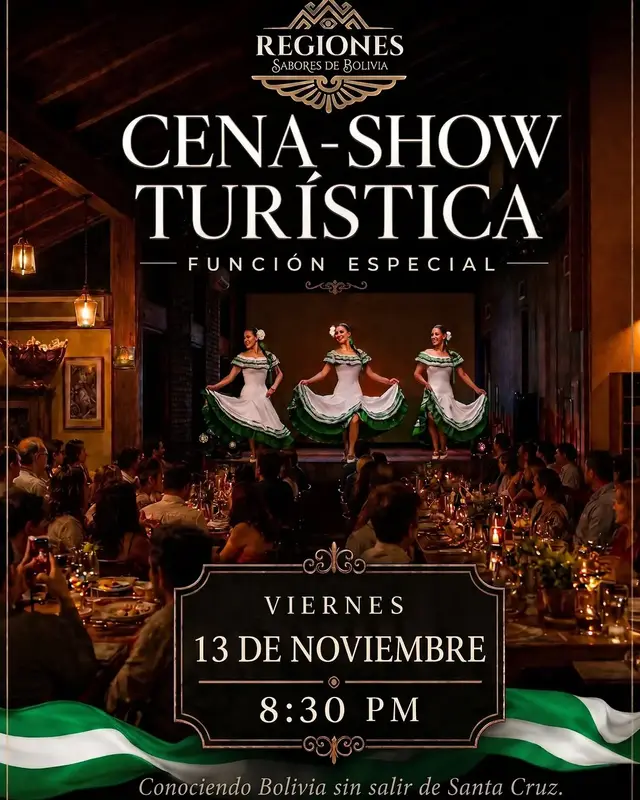 REGIONES
SABORES DE BOLIVIA
CENA-SHOW
TURÍSTICA
FUNCIÓN ESPECIAL
VIERNES
13 DE NOVIEMBRE
8:30 PM
Conociendo Bolivia sin salir de Santa Cruz.